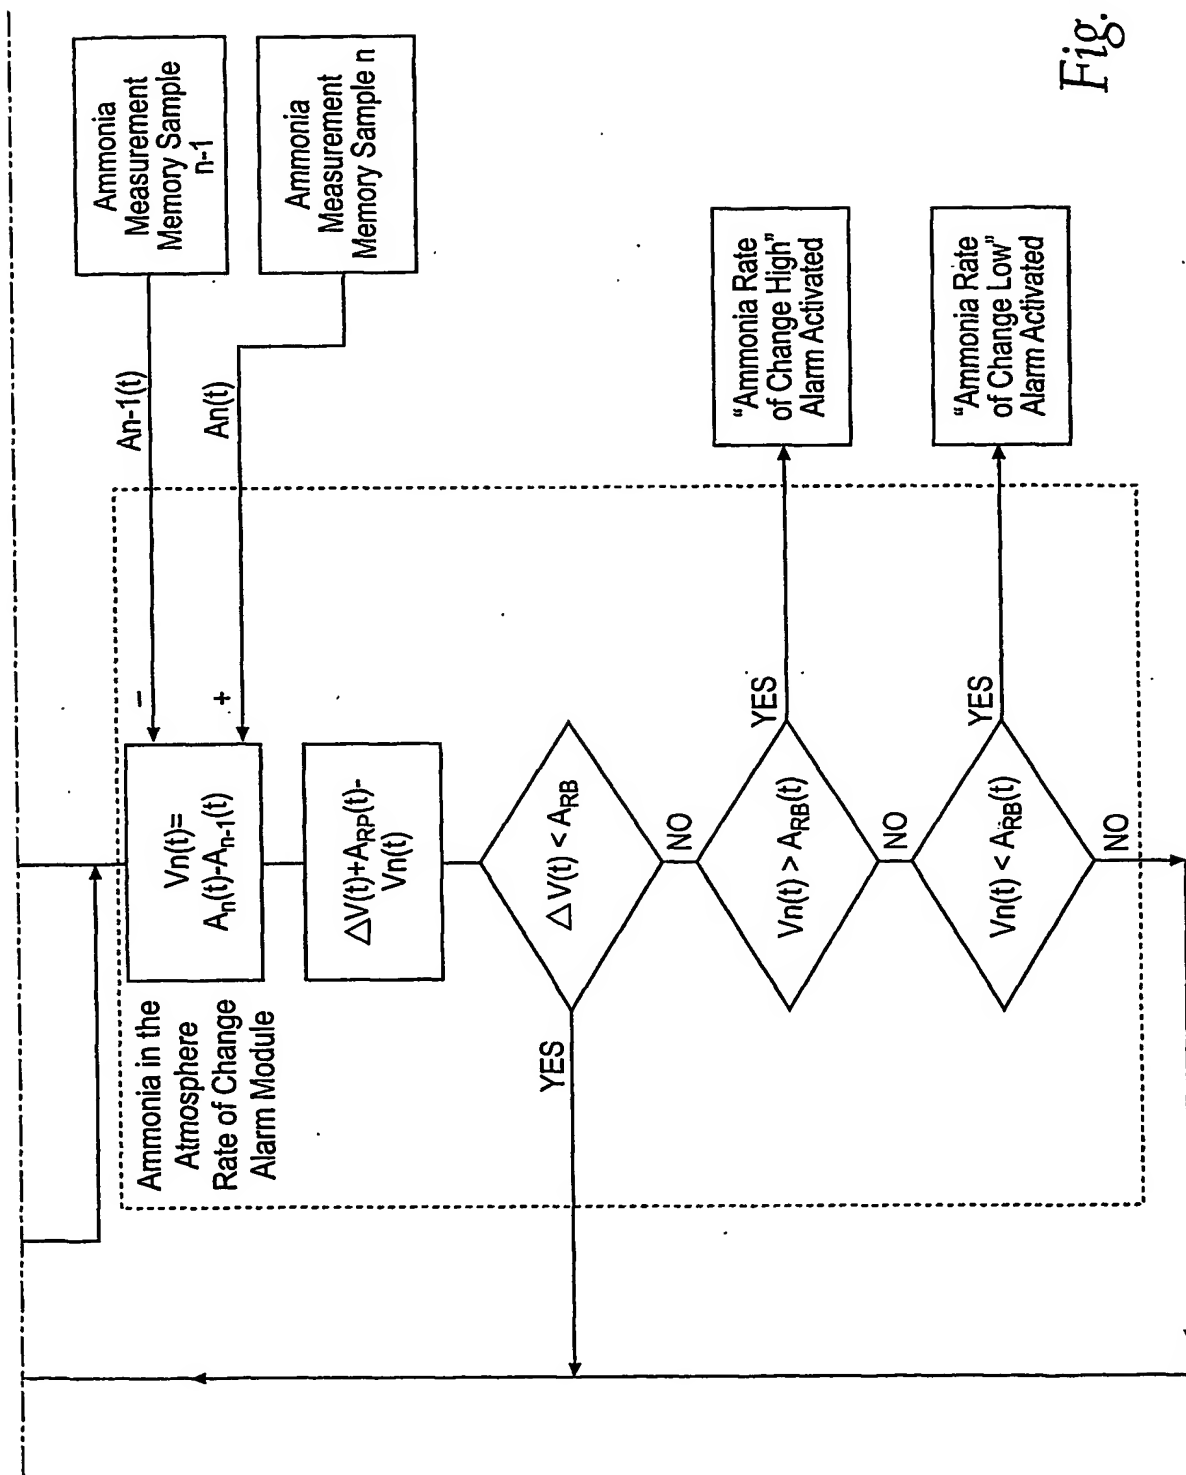 Ammonia
Measurement
Memory Sample
n-1
Ammonia
Measurement
Memory Sample n
An-1(t)
An(t)
–
+
Ammonia in the
Atmosphere
Rate of Change
Alarm Module
Vn(t)=
An(t)-An-1(t)
△V(t)+ARP(t)-
Vn(t)
△V(t) < ARB
YES
NO
Vn(t) > ARB(t)
YES
NO
"Ammonia Rate
of Change High"
Alarm Activated
Vn(t) < ARB(t)
YES
NO
"Ammonia Rate
of Change Low"
Alarm Activated
Fig.